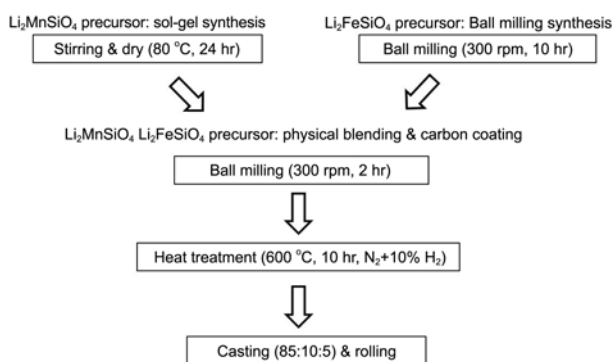 Li₂MnSiO₄ precursor: sol-gel synthesis
Li₂FeSiO₄ precursor: Ball milling synthesis
Stirring & dry (80 °C, 24 hr)
Ball milling (300 rpm, 10 hr)
Li₂MnSiO₄ Li₂FeSiO₄ precursor: physical blending & carbon coating
Ball milling (300 rpm, 2 hr)
Heat treatment (600 °C, 10 hr, N₂+10% H₂)
Casting (85:10:5) & rolling